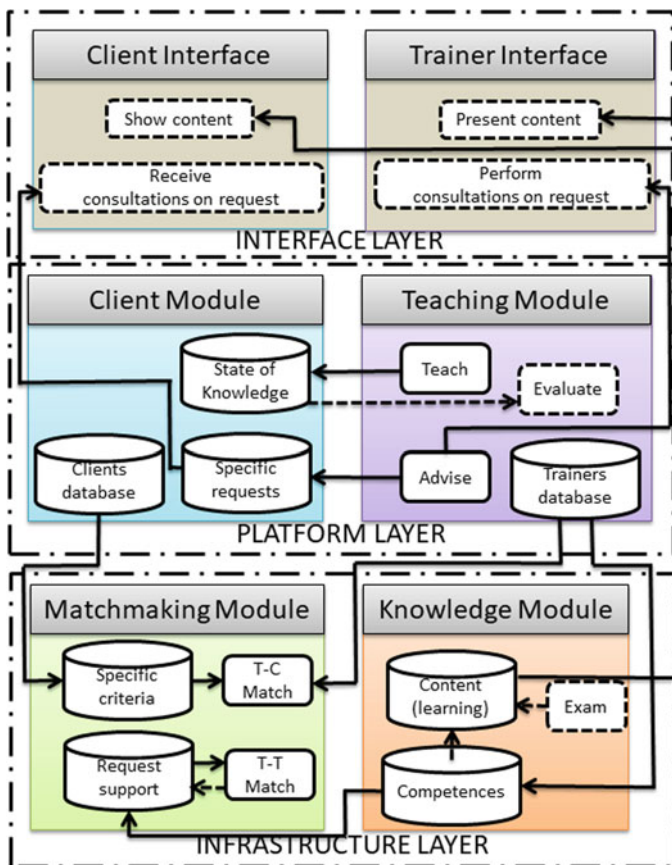 Client Interface
Trainer Interface
Show content
Present content
Receive
consultations on request
Perform
consultations on request
INTERFACE LAYER
Client Module
Teaching Module
State of
Knowledge
Teach
Evaluate
Clients
database
Specific
requests
Advise
Trainers
database
PLATFORM LAYER
Matchmaking Module
Knowledge Module
Specific
criteria
T-C
Match
Content
(learning)
Exam
Request
support
T-T
Match
Competences
INFRASTRUCTURE LAYER